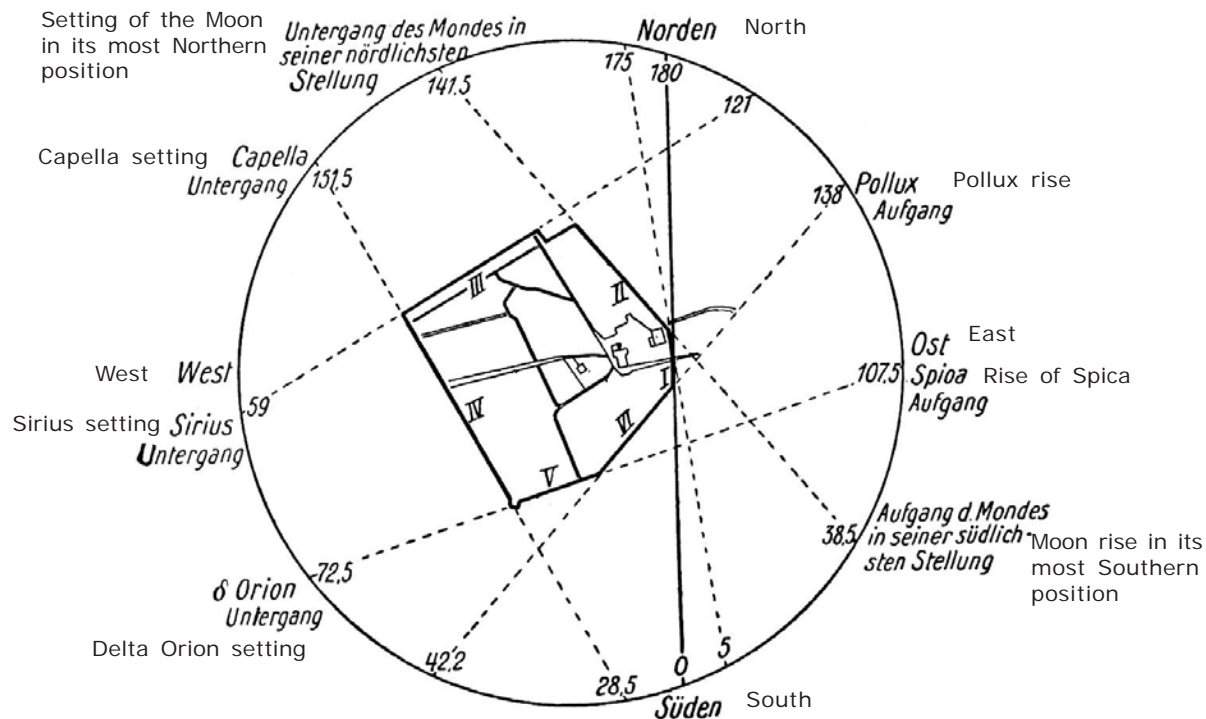 Setting of the Moon
in its most Northern
position
Untergang des Mondes in
seiner nördlichsten
Stellung
141,5
Norden North
175
180
121
Capella setting Capella
Untergang
151,5
Pollux Pollux rise
Aufgang
138
III
II
I
IV
VI
V
West West
59
Sirius setting Sirius
Untergang
Ost East
107,5 Spica Rise of Spica
Aufgang
Aufgang d. Mondes
38,5 in seiner südlich-
sten Stellung
Moon rise in its
most Southern
position
72,5
δ Orion
Untergang
Delta Orion setting
42,2
28,5
0
5
Süden South